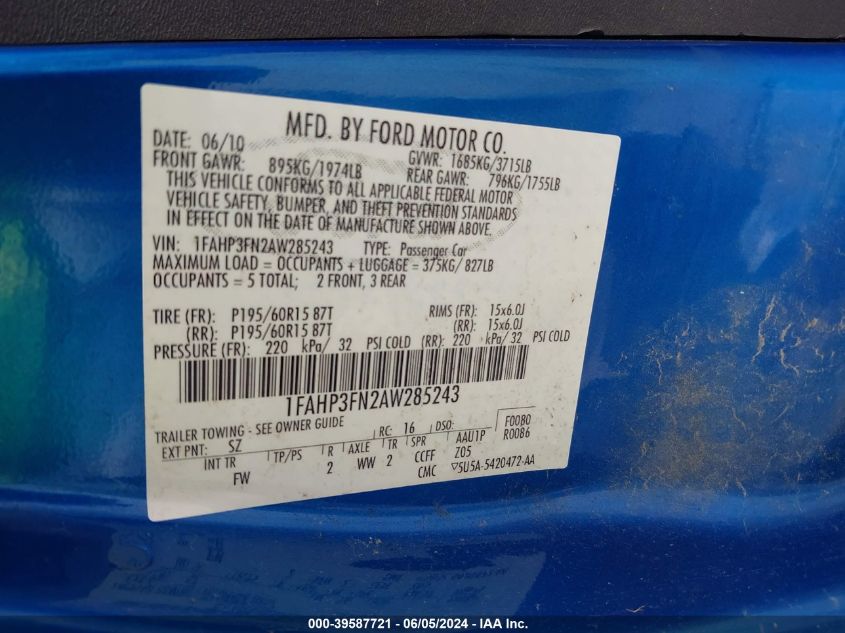 MFD. BY FORD MOTOR CO.
DATE: 06/10 GVWR: 1685KG/3715LB
FRONT GAWR: 895KG/1974LB REAR GAWR: 796KG/1755LB
THIS VEHICLE CONFORMS TO ALL APPLICABLE FEDERAL MOTOR
VEHICLE SAFETY, BUMPER, AND THEFT PREVENTION STANDARDS
IN EFFECT ON THE DATE OF MANUFACTURE SHOWN ABOVE.
VIN: 1FAHP3FN2AW285243 TYPE: Passenger Car
MAXIMUM LOAD = OCCUPANTS + LUGGAGE = 375KG/ 827LB
OCCUPANTS = 5 TOTAL; 2 FRONT, 3 REAR
TIRE (FR): P195/60R15 87T RIMS (FR): 15x6.0J
(RR): P195/60R15 87T (RR): 15x6.0J
PRESSURE (FR): 220 kPa/ 32 PSI COLD (RR): 220 kPa/ 32 PSI COLD
1FAHP3FN2AW285243
TRAILER TOWING - SEE OWNER GUIDE RC: 16 DSO: F0080
EXT PNT: SZ R0086
INT TR TP/PS R AXLE TR SPR AAU1P
FW 2 WW 2 CCFF Z05
CMC ▽5U5A-5420472-AA
000-39587721 - 06/05/2024 - IAA Inc.